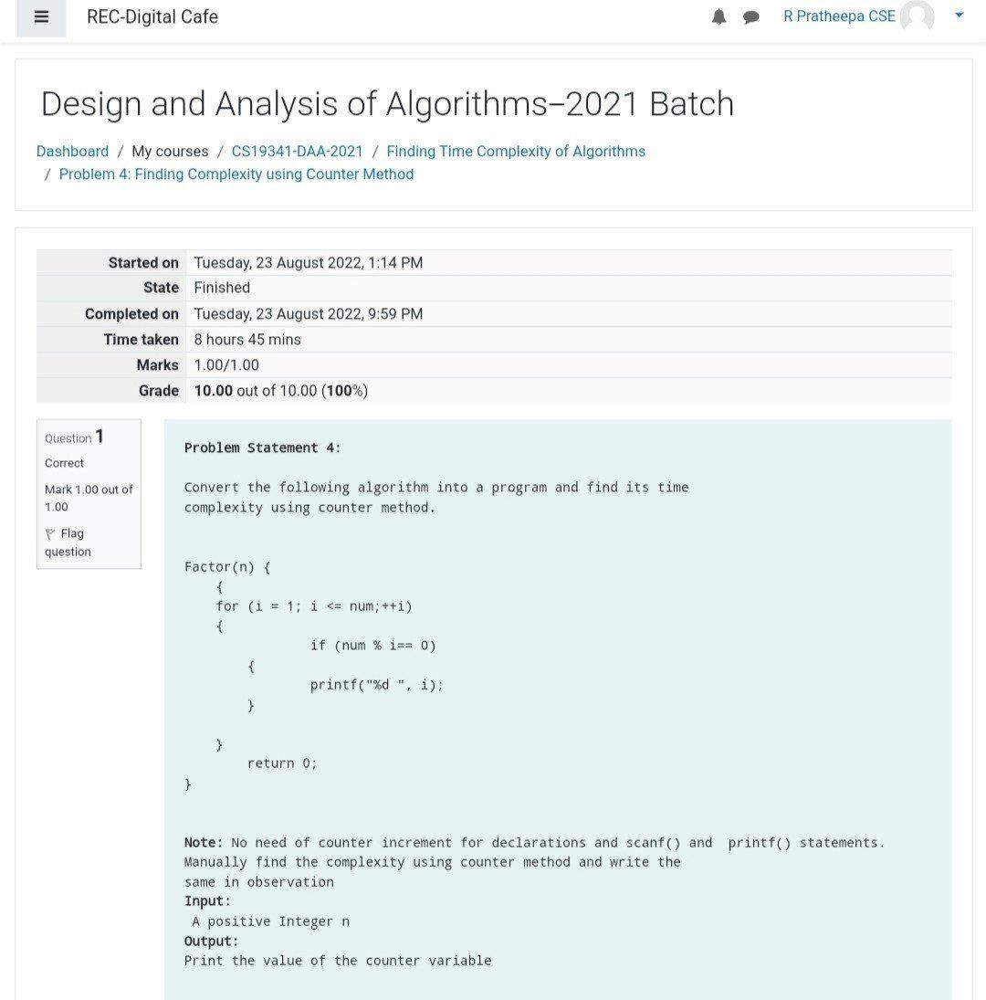 REC-Digital Cafe
R Pratheepa CSE
Design and Analysis of Algorithms–2021 Batch
Dashboard / My courses / CS19341-DAA-2021 / Finding Time Complexity of Algorithms
/ Problem 4: Finding Complexity using Counter Method
Started on Tuesday, 23 August 2022, 1:14 PM
State Finished
Completed on Tuesday, 23 August 2022, 9:59 PM
Time taken 8 hours 45 mins
Marks 1.00/1.00
Grade 10.00 out of 10.00 (100%)
Question 1
Correct
Mark 1.00 out of
1.00
Flag
question
Problem Statement 4:
Convert the following algorithm into a program and find its time
complexity using counter method.
Factor(n) {
{
for (i = 1; i <= num;++i)
{
if (num % i== 0)
{
printf("%d ", i);
}
}
return 0;
}
Note: No need of counter increment for declarations and scanf() and  printf() statements.
Manually find the complexity using counter method and write the
same in observation
Input:
A positive Integer n
Output:
Print the value of the counter variable